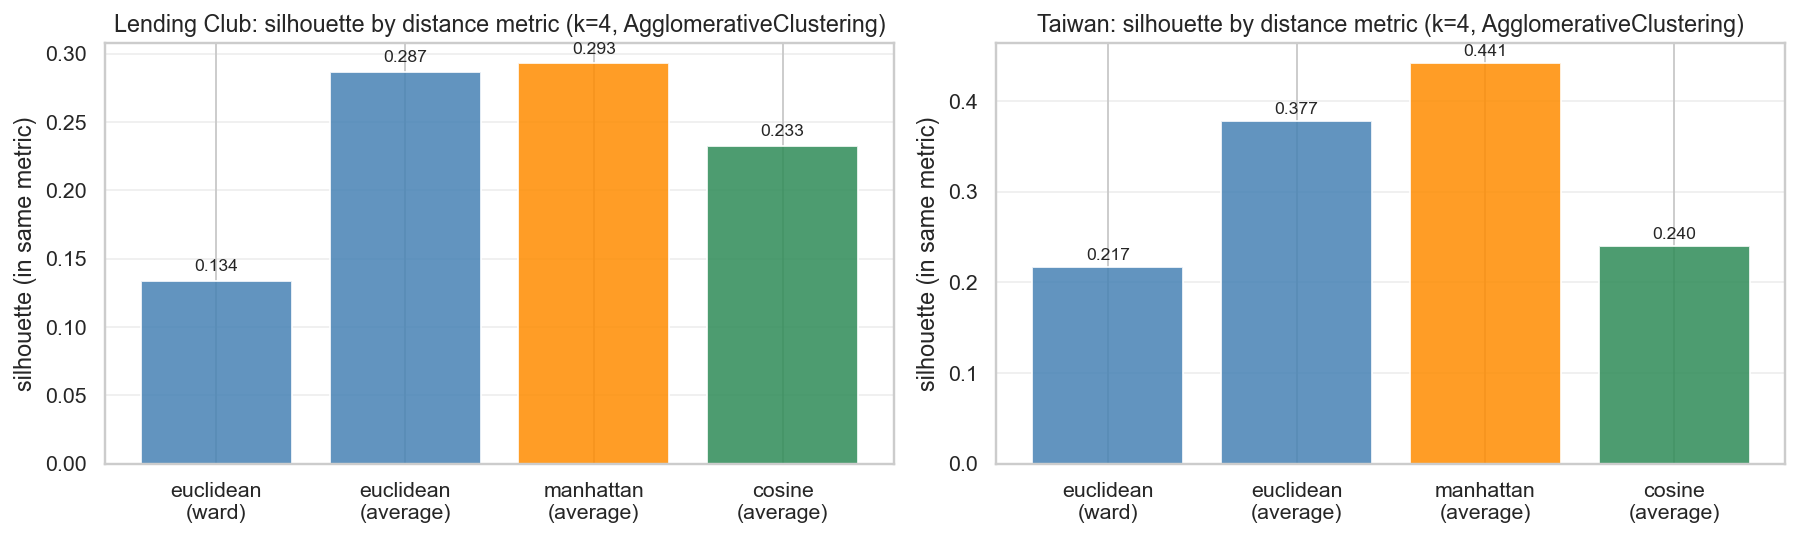 Lending Club: silhouette by distance metric (k=4, AgglomerativeClustering)
silhouette (in same metric)
0.30
0.25
0.20
0.15
0.10
0.05
0.00
0.134
0.287
0.293
0.233
euclidean
(ward)
euclidean
(average)
manhattan
(average)
cosine
(average)
Taiwan: silhouette by distance metric (k=4, AgglomerativeClustering)
silhouette (in same metric)
0.4
0.3
0.2
0.1
0.0
0.217
0.377
0.441
0.240
euclidean
(ward)
euclidean
(average)
manhattan
(average)
cosine
(average)